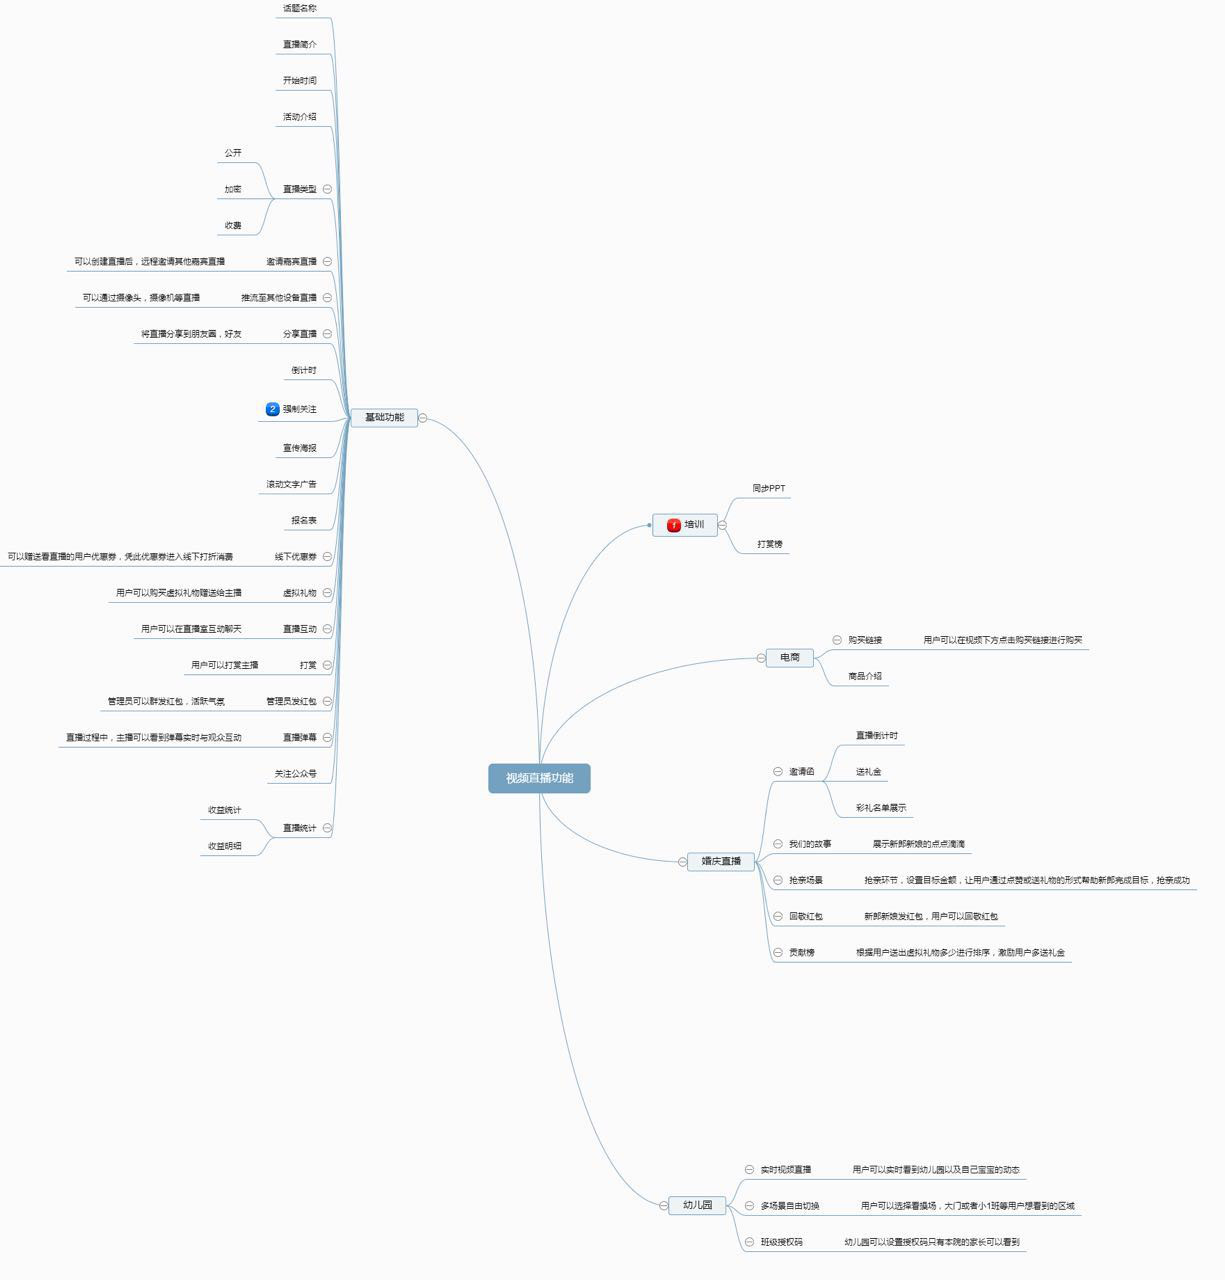 话题名称
直播简介
开始时间
活动介绍
公开
加密
收费
直播类型
可以创建直播后，远程邀请其他嘉宾直播
邀请嘉宾直播
可以通过摄像头，摄像机等直播
推流至其他设备直播
将直播分享到朋友圈，好友
分享直播
倒计时
2 强制关注
宣传海报
滚动文字广告
报名表
可以赠送看直播的用户优惠券，凭此优惠券进入线下打折消费
线下优惠券
用户可以购买虚拟礼物赠送给主播
虚拟礼物
用户可以在直播室互动聊天
直播互动
用户可以打赏主播
打赏
管理员可以群发红包，活跃气氛
管理员发红包
直播过程中，主播可以看到弹幕实时与观众互动
直播弹幕
关注公众号
收益统计
收益明细
直播统计
基础功能
视频直播功能
1 培训
同步PPT
打赏榜
电商
购买链接
用户可以在视频下方点击购买链接进行购买
商品介绍
婚庆直播
邀请函
直播倒计时
送礼金
彩礼名单展示
我们的故事
展示新郎新娘的点点滴滴
抢亲场景
抢亲环节，设置目标金额，让用户通过点赞或送礼物的形式帮助新郎完成目标，抢亲成功
回敬红包
新郎新娘发红包，用户可以回敬红包
贡献榜
根据用户送出虚拟礼物多少进行排序，激励用户多送礼金
幼儿园
实时视频直播
用户可以实时看到幼儿园以及自己宝宝的动态
多场景自由切换
用户可以选择看操场，大门或者小1班等用户想看到的区域
班级授权码
幼儿园可以设置授权码只有本院的家长可以看到